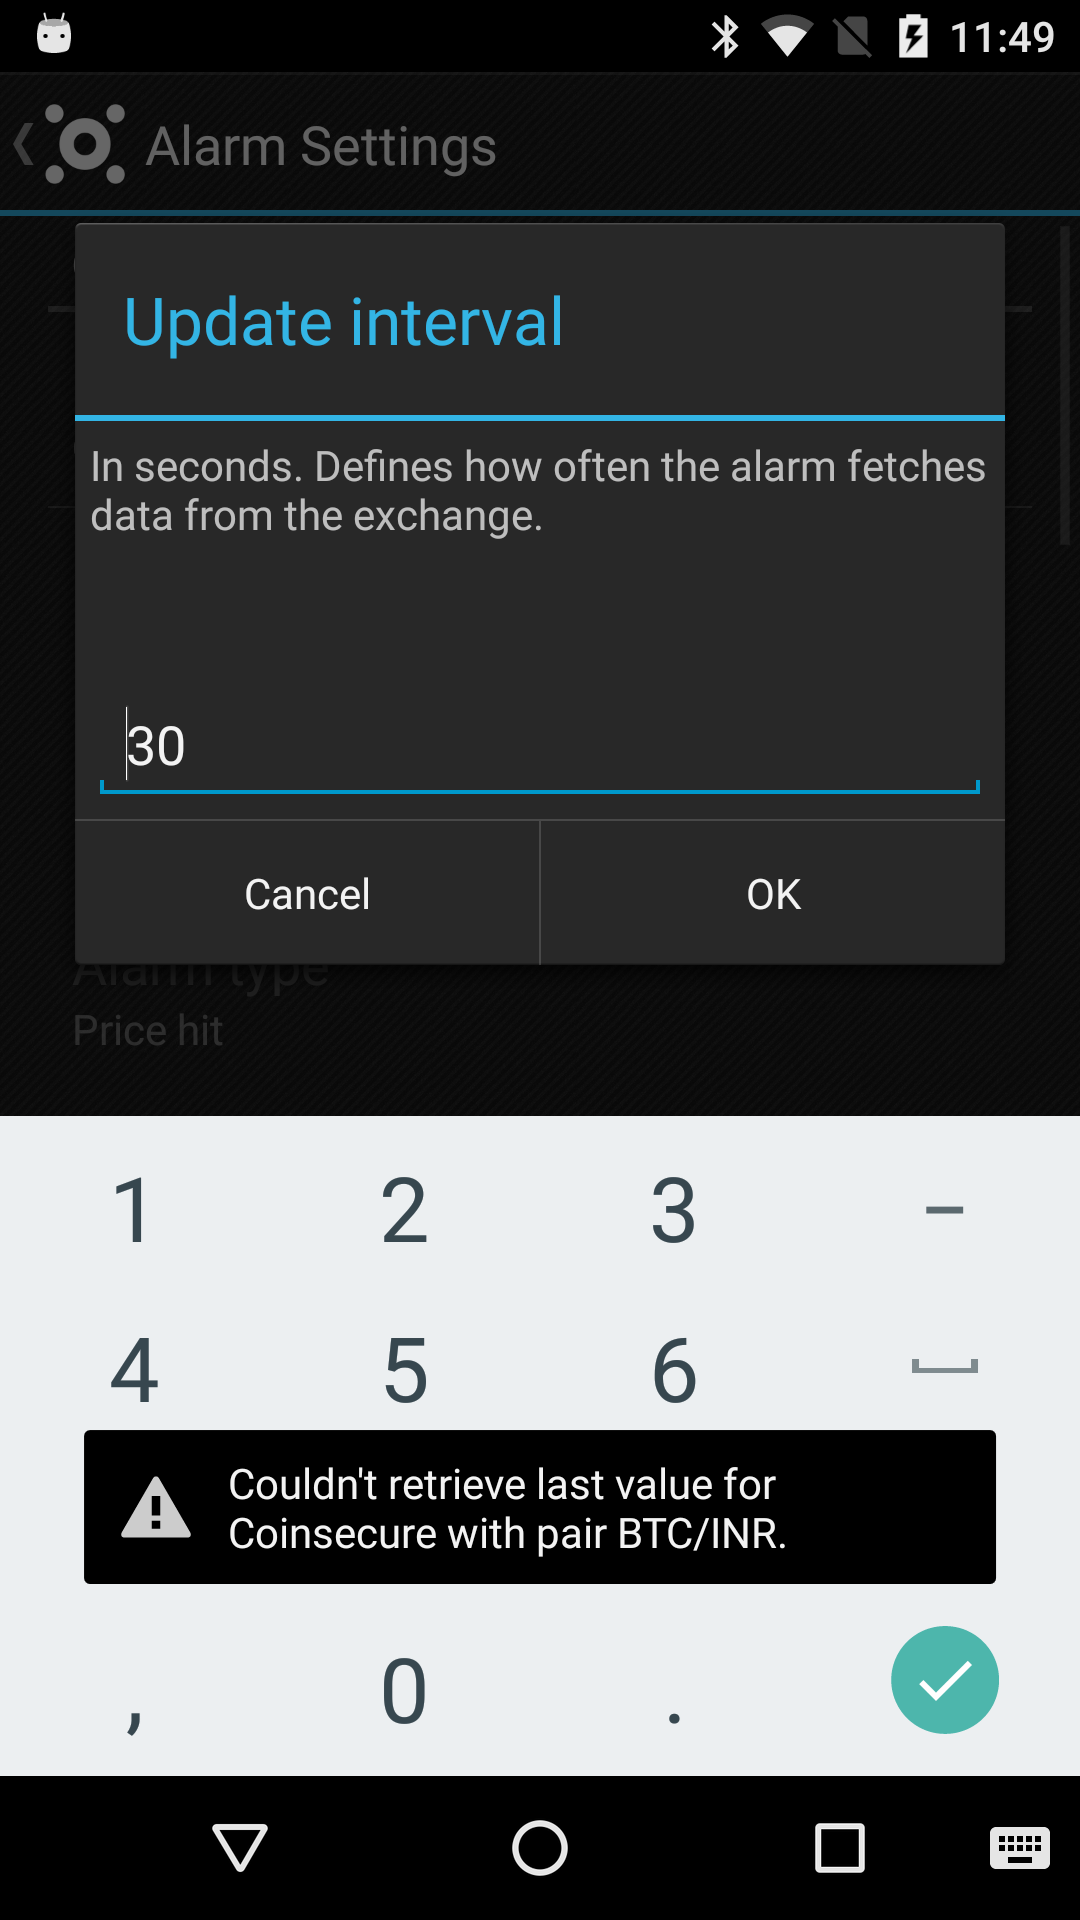 11:49
Alarm Settings
Update interval
In seconds. Defines how often the alarm fetches
data from the exchange.
30
Cancel
OK
Alarm type
Price hit
1 2 3 –
4 5 6
Couldn't retrieve last value for
Coinsecure with pair BTC/INR.
, 0 .